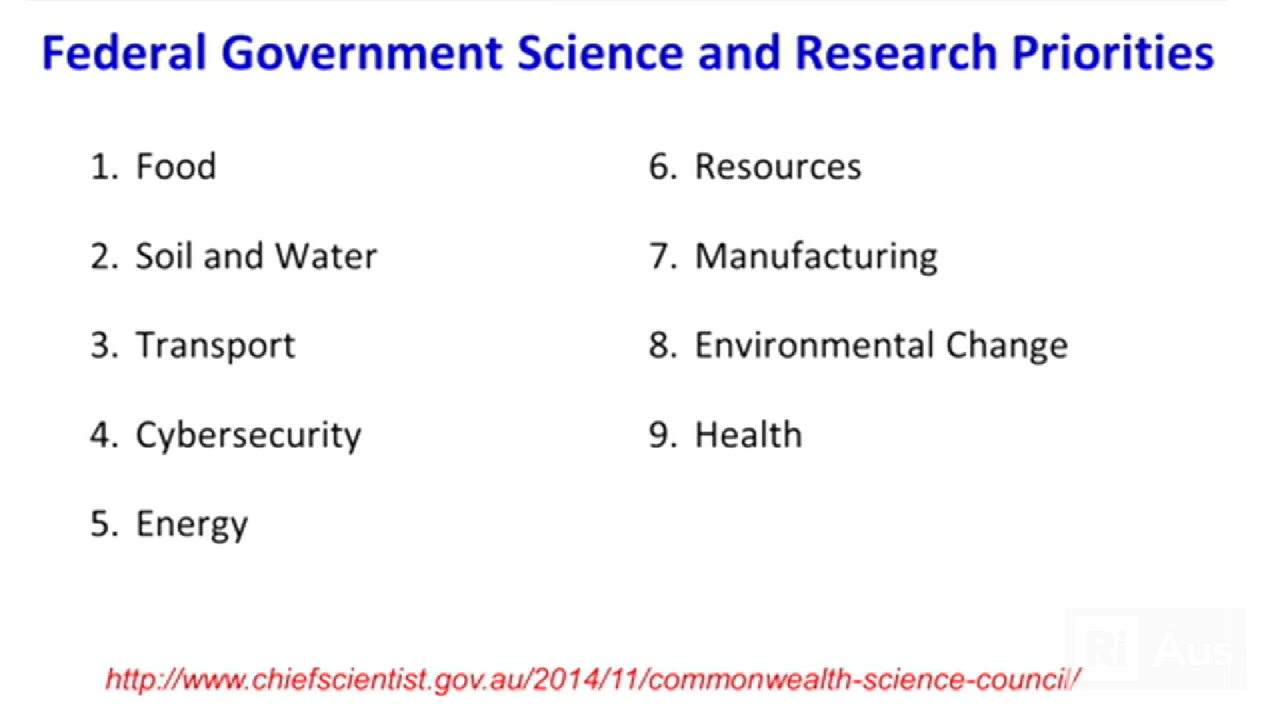 Federal Government Science and Research Priorities
1. Food
2. Soil and Water
3. Transport
4. Cybersecurity
5. Energy
6. Resources
7. Manufacturing
8. Environmental Change
9. Health
http://www.chiefscientist.gov.au/2014/11/commonwealth-science-council/
Ri Aus